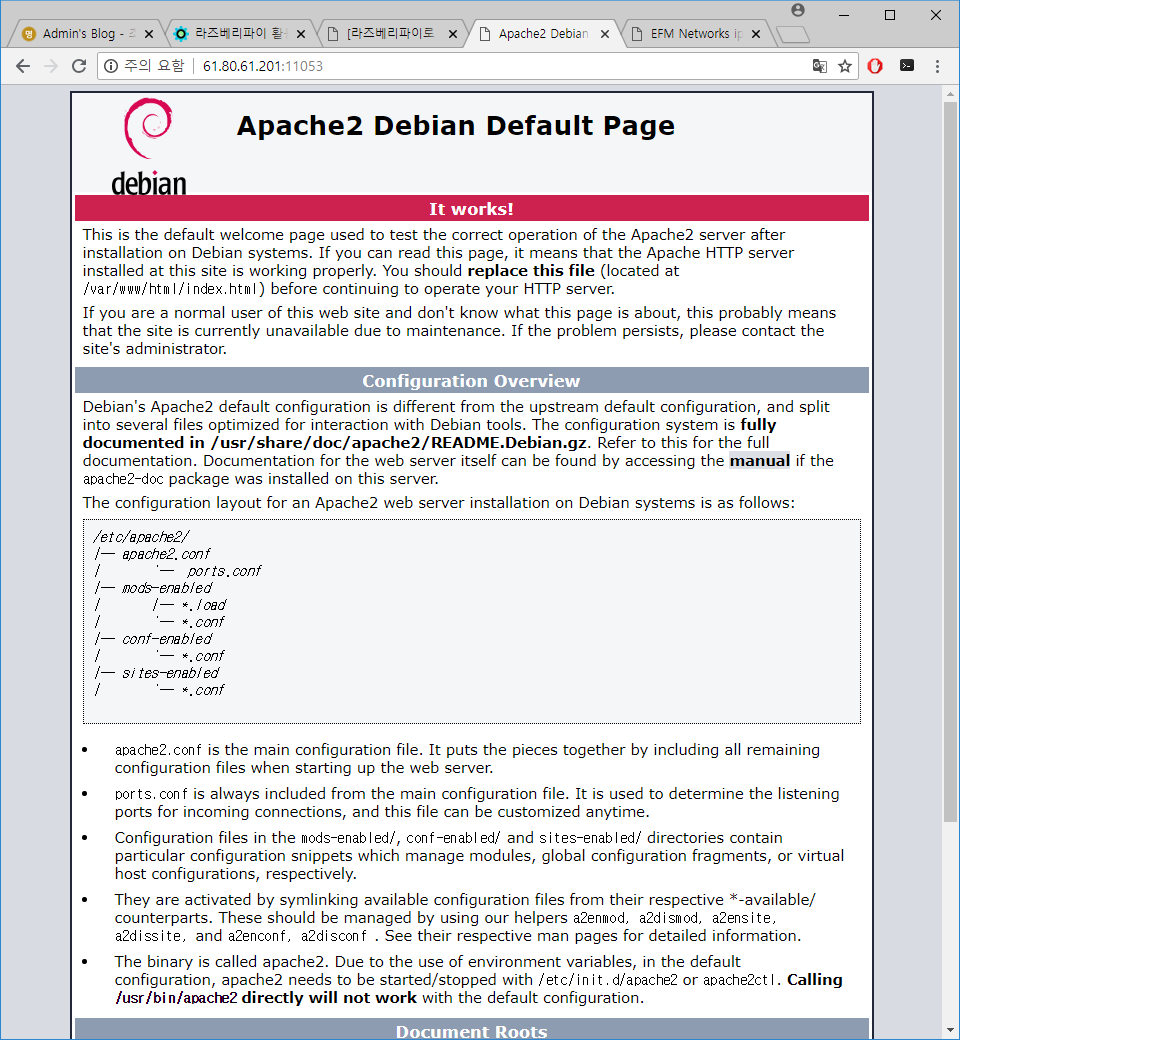 Admin's Blog -
라즈베리파이 활
[라즈베리파이로
Apache2 Debian
EFM Networks ip
주의 요함
61.80.61.201:11053
debian
Apache2 Debian Default Page
It works!
This is the default welcome page used to test the correct operation of the Apache2 server after
installation on Debian systems. If you can read this page, it means that the Apache HTTP server
installed at this site is working properly. You should replace this file (located at
/var/www/html/index.html) before continuing to operate your HTTP server.
If you are a normal user of this web site and don't know what this page is about, this probably means
that the site is currently unavailable due to maintenance. If the problem persists, please contact the
site's administrator.
Configuration Overview
Debian's Apache2 default configuration is different from the upstream default configuration, and split
into several files optimized for interaction with Debian tools. The configuration system is fully
documented in /usr/share/doc/apache2/README.Debian.gz. Refer to this for the full
documentation. Documentation for the web server itself can be found by accessing the manual if the
apache2-doc package was installed on this server.
The configuration layout for an Apache2 web server installation on Debian systems is as follows:
/etc/apache2/
|-- apache2.conf
|       `--  ports.conf
|-- mods-enabled
|       |-- *.load
|       `-- *.conf
|-- conf-enabled
|       `-- *.conf
|-- sites-enabled
|       `-- *.conf
• apache2.conf is the main configuration file. It puts the pieces together by including all remaining
configuration files when starting up the web server.
• ports.conf is always included from the main configuration file. It is used to determine the listening
ports for incoming connections, and this file can be customized anytime.
• Configuration files in the mods-enabled/, conf-enabled/ and sites-enabled/ directories contain
particular configuration snippets which manage modules, global configuration fragments, or virtual
host configurations, respectively.
• They are activated by symlinking available configuration files from their respective *-available/
counterparts. These should be managed by using our helpers a2enmod, a2dismod, a2ensite,
a2dissite, and a2enconf, a2disconf . See their respective man pages for detailed information.
• The binary is called apache2. Due to the use of environment variables, in the default
configuration, apache2 needs to be started/stopped with /etc/init.d/apache2 or apache2ctl. Calling
/usr/bin/apache2 directly will not work with the default configuration.
Document Roots